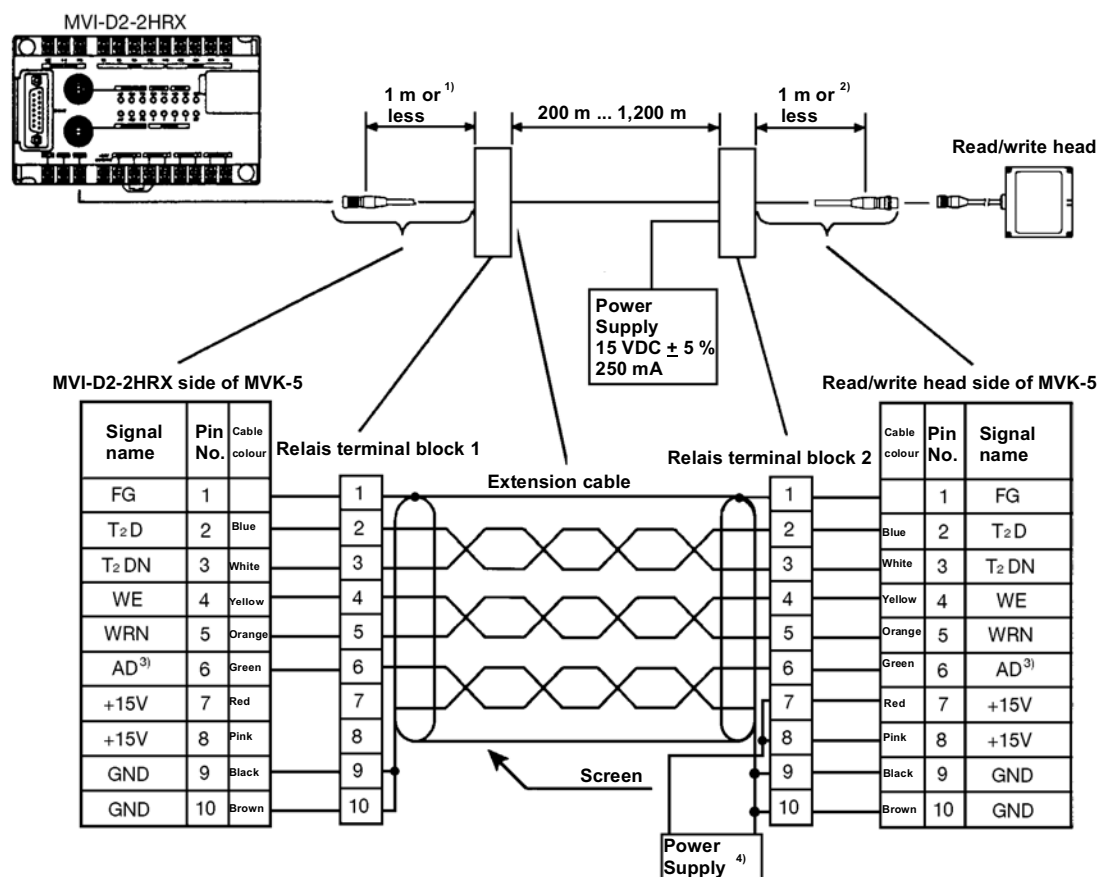 MVI-D2-2HRX
1 m or 1)
less
200 m ... 1,200 m
1 m or 2)
less
Read/write head
Power
Supply
15 VDC ± 5 %
250 mA
MVI-D2-2HRX side of MVK-5
Read/write head side of MVK-5
Signal name Pin No. Cable colour
FG 1
T2D 2 Blue
T2DN 3 White
WE 4 Yellow
WRN 5 Orange
AD3) 6 Green
+15V 7 Red
+15V 8 Pink
GND 9 Black
GND 10 Brown
Relais terminal block 1
1
2
3
4
5
6
7
8
9
10
Extension cable
Screen
Relais terminal block 2
1
2
3
4
5
6
7
8
9
10
Power
Supply 4)
Cable colour Pin No. Signal name
1 FG
Blue 2 T2D
White 3 T2DN
Yellow 4 WE
Orange 5 WRN
Green 6 AD3)
Red 7 +15V
Pink 8 +15V
Black 9 GND
Brown 10 GND